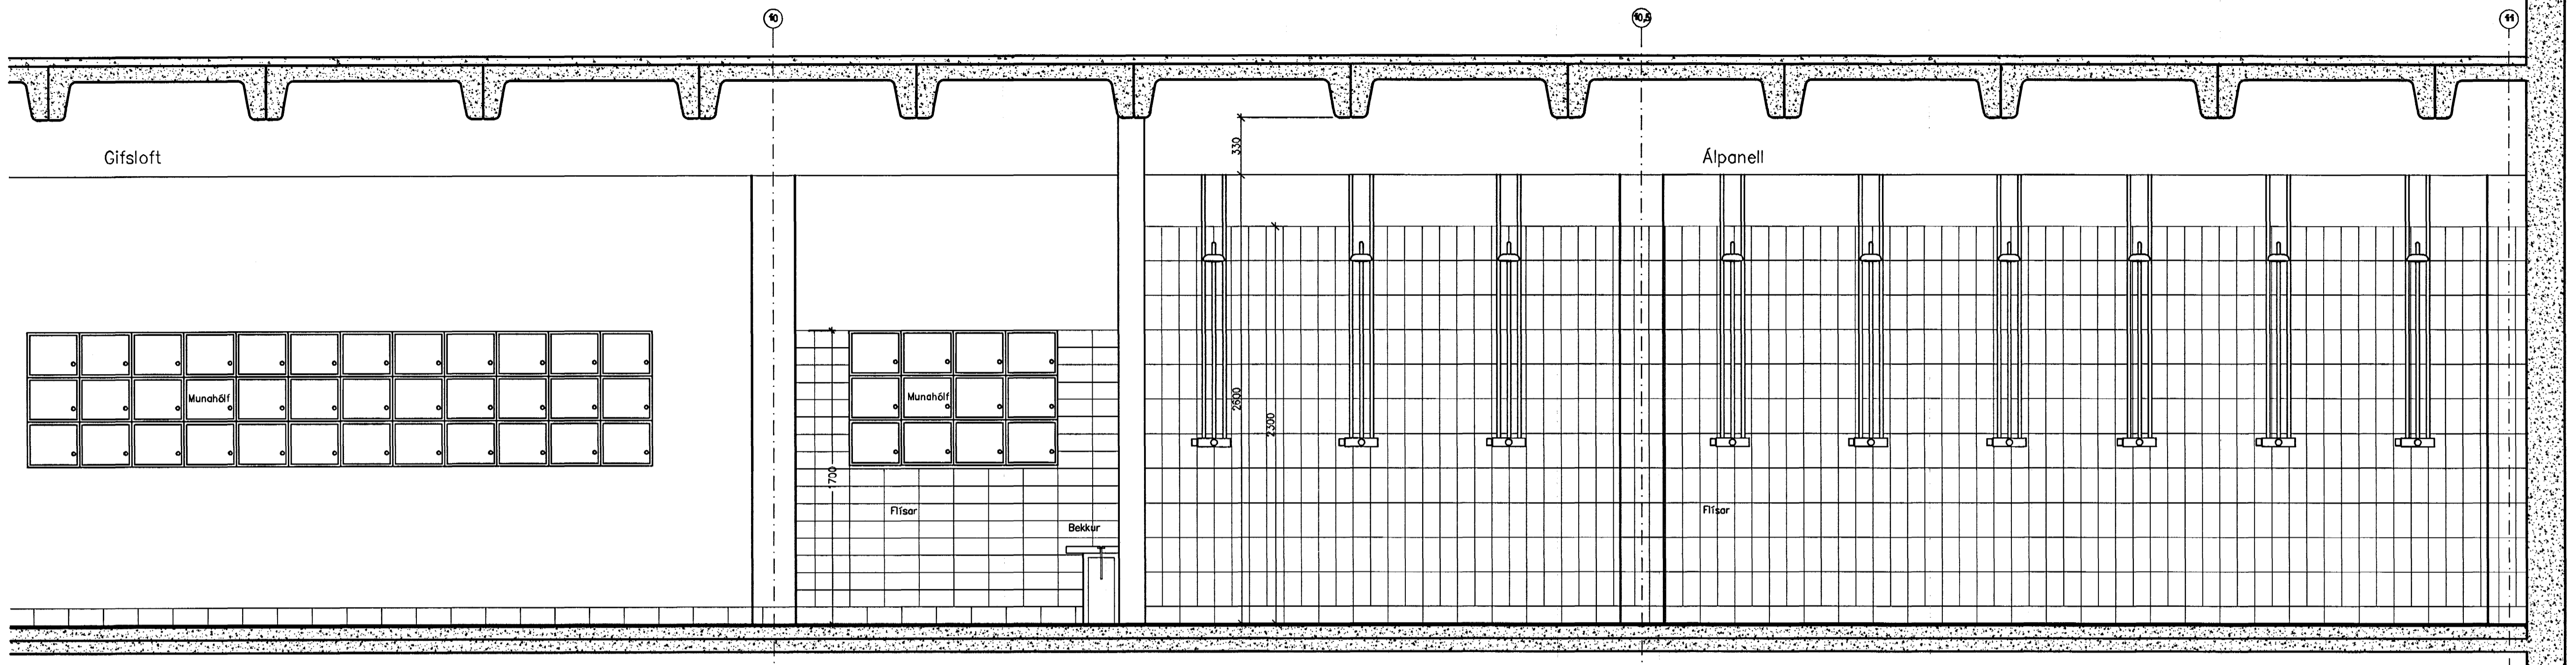 10
10,5
11
Gifsloft
330
Álpanell
Munahólf
Munahólf
2600
2300
1700
Flísar
Flísar
Bekkur